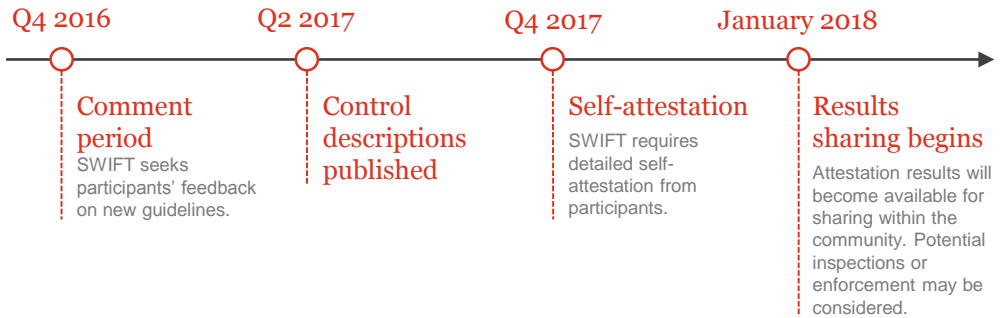 Q4 2016
Q2 2017
Q4 2017
January 2018
Comment
period
SWIFT seeks
participants’ feedback
on new guidelines.
Control
descriptions
published
Self-attestation
SWIFT requires
detailed self-
attestation from
participants.
Results
sharing begins
Attestation results will
become available for
sharing within the
community. Potential
inspections or
enforcement may be
considered.